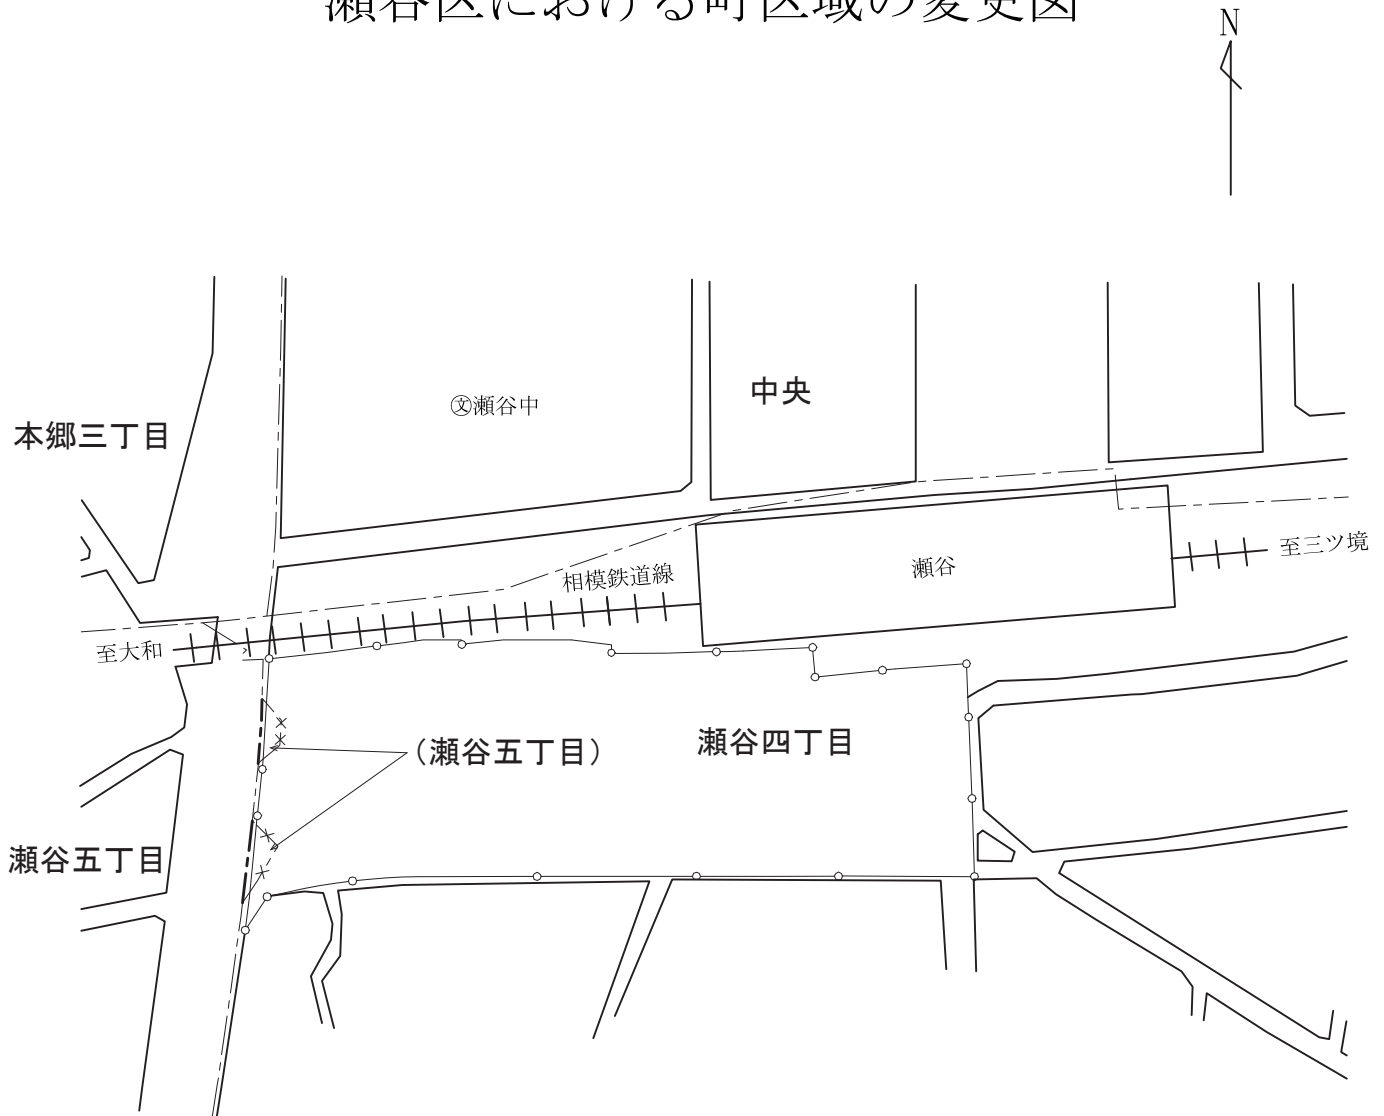 瀬谷区における町区域の変更図
N
中央
㊛瀬谷中
本郷三丁目
至三ツ境
瀬谷
相模鉄道線
至大和
(瀬谷五丁目)
瀬谷四丁目
瀬谷五丁目